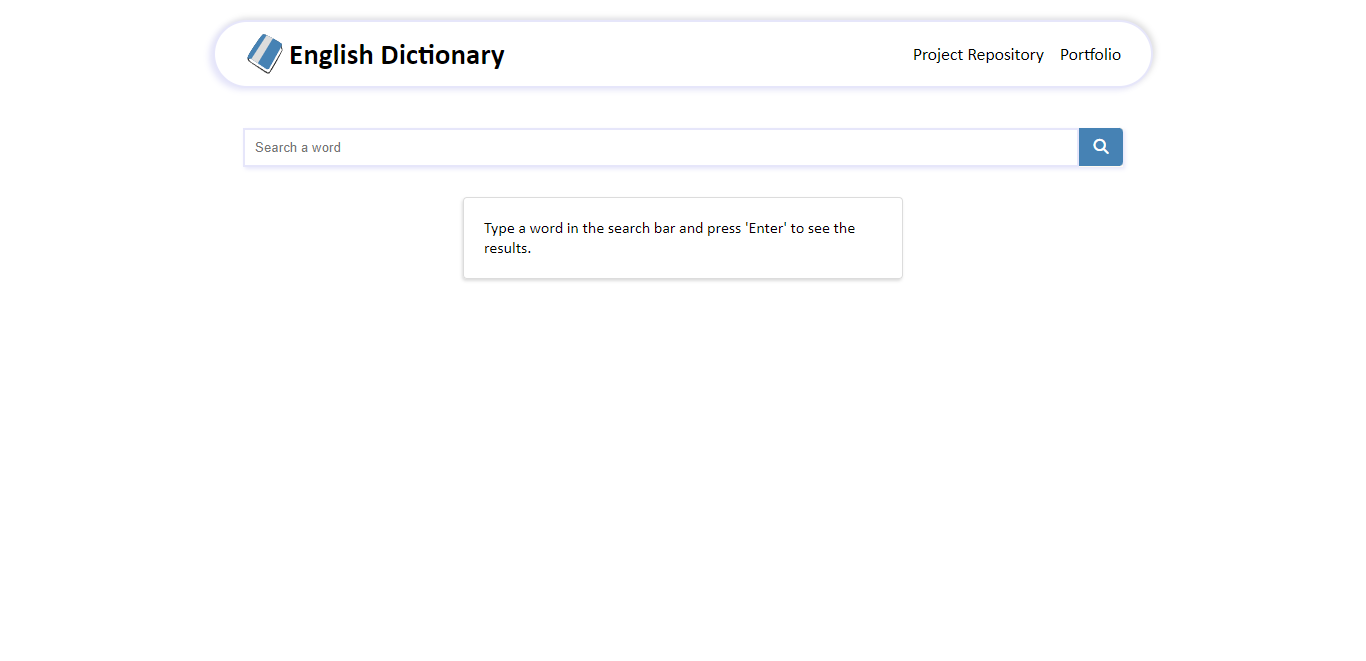 English Dictionary
Project Repository
Portfolio
Search a word
Type a word in the search bar and press 'Enter' to see the
results.